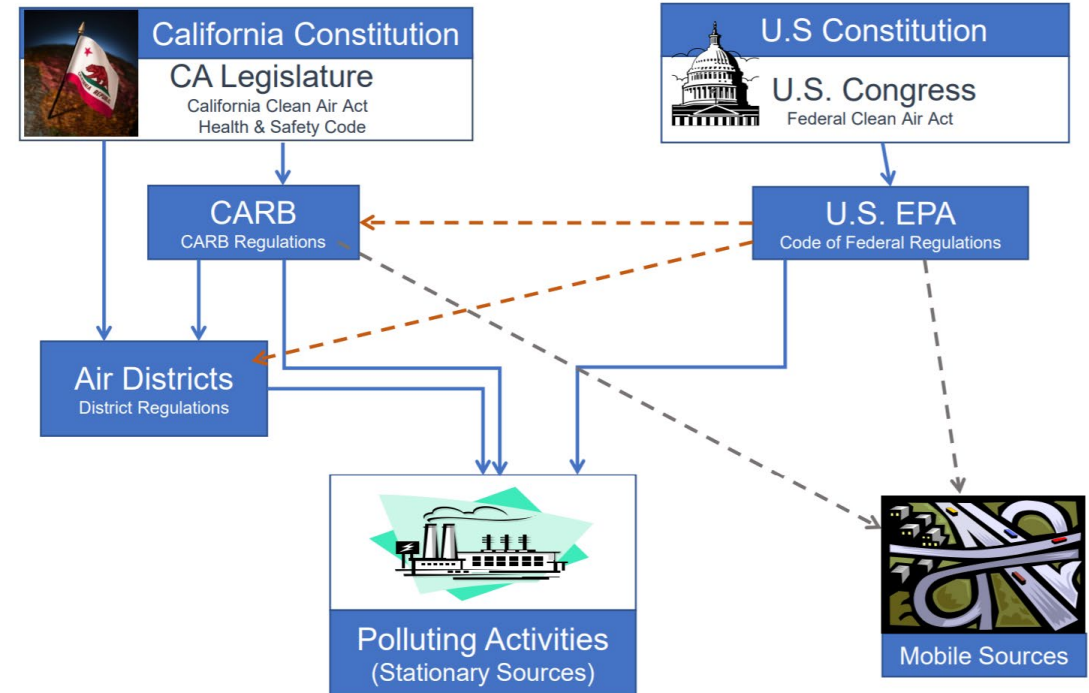 California Constitution
CA Legislature
California Clean Air Act
Health & Safety Code
U.S Constitution
U.S. Congress
Federal Clean Air Act
CARB
CARB Regulations
U.S. EPA
Code of Federal Regulations
Air Districts
District Regulations
Polluting Activities
(Stationary Sources)
Mobile Sources